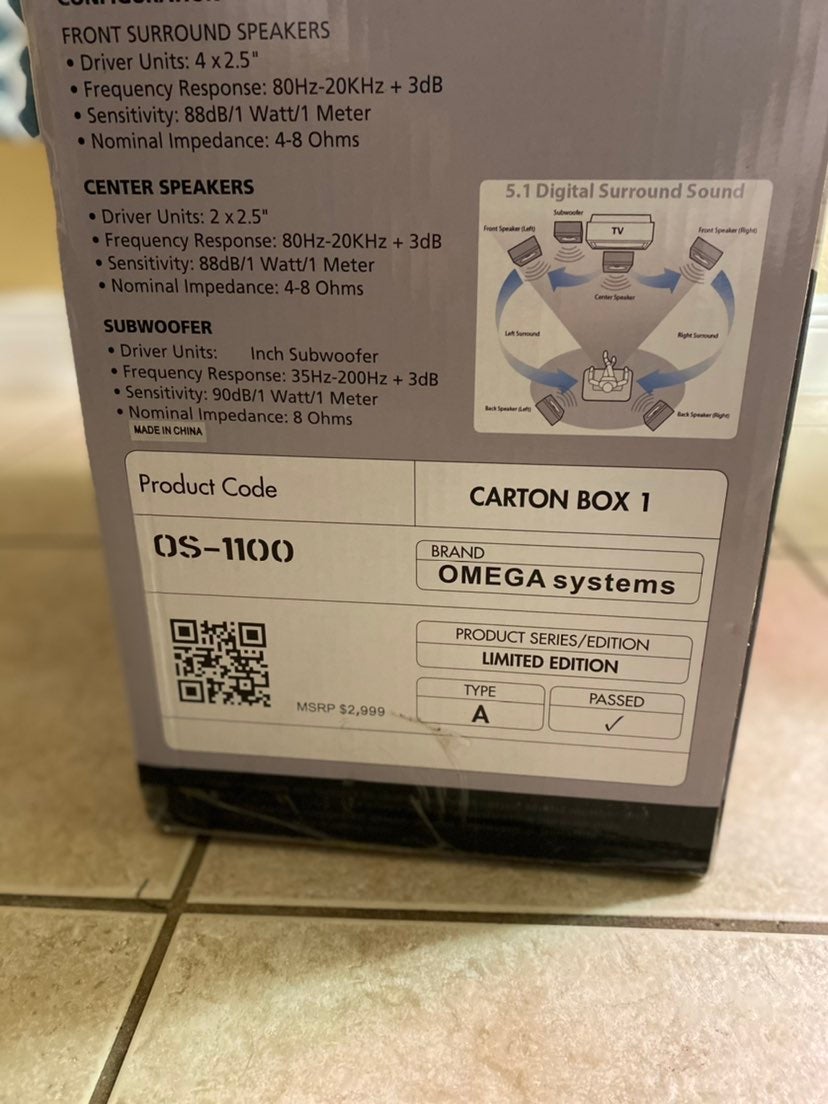 CONFIGURATION
FRONT SURROUND SPEAKERS
• Driver Units: 4 x 2.5"
• Frequency Response: 80Hz-20KHz + 3dB
• Sensitivity: 88dB/1 Watt/1 Meter
• Nominal Impedance: 4-8 Ohms
CENTER SPEAKERS
• Driver Units: 2 x 2.5"
• Frequency Response: 80Hz-20KHz + 3dB
• Sensitivity: 88dB/1 Watt/1 Meter
• Nominal Impedance: 4-8 Ohms
SUBWOOFER
• Driver Units: Inch Subwoofer
• Frequency Response: 35Hz-200Hz + 3dB
• Sensitivity: 90dB/1 Watt/1 Meter
• Nominal Impedance: 8 Ohms
MADE IN CHINA
5.1 Digital Surround Sound
Subwoofer
TV
Front Speaker (Left)
Front Speaker (Right)
Center Speaker
Left Surround
Right Surround
Back Speaker (Left)
Back Speaker (Right)
Product Code
CARTON BOX 1
OS-1100
BRAND
OMEGA systems
PRODUCT SERIES/EDITION
LIMITED EDITION
MSRP $2,999
TYPE
A
PASSED
✓